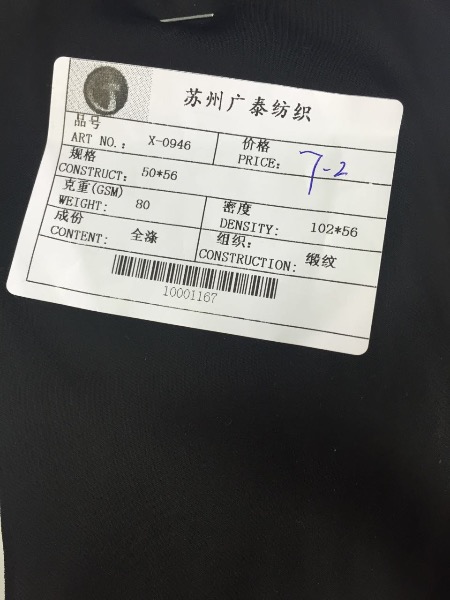 苏州广泰纺织
品号
ART NO.: X-0946
价格
PRICE: 7-2
规格
CONSTRUCT: 50*56
克重(GSM)
WEIGHT: 80
密度
DENSITY: 102*56
成份
CONTENT: 全涤
组织:
CONSTRUCTION: 缎纹
10001167